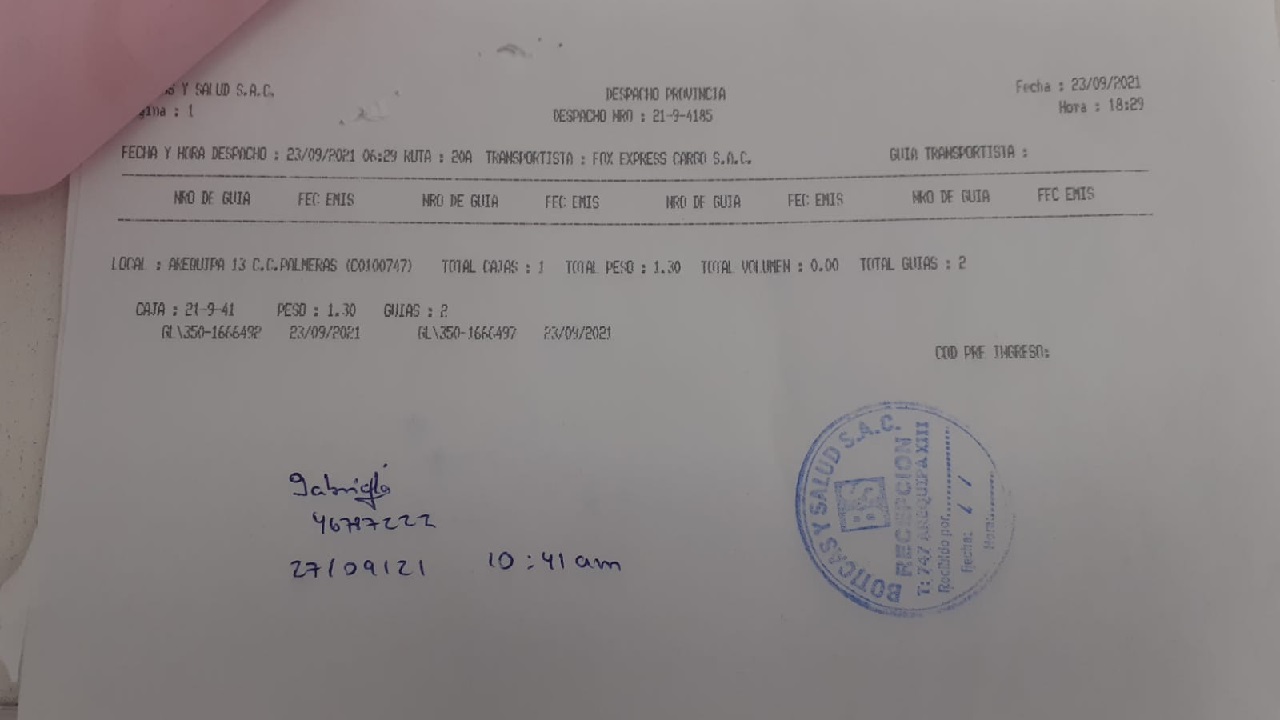 S Y SALUD S.A.C.
DESPACHO PROVINCIA
Fecha : 23/09/2021
gina : 1
DESPACHO NRO : 21-9-4185
Hora : 18:29
FECHA Y HORA DESPACHO : 23/09/2021 06:29 RUTA : 20A TRANSPORTISTA : FOX EXPRESS CARGO S.A.C. GUIA TRANSPORTISTA :
NRO DE GUIA FEC EMIS NRO DE GUIA FEC EMIS NRO DE GUIA FEC EMIS NRO DE GUIA FEC EMIS
LOCAL : AREQUIPA 13 C.C.PALMERAS (C0100747) TOTAL CAJAS : 1 TOTAL PESO : 1.30 TOTAL VOLUMEN : 0.00 TOTAL GUIAS : 2
CAJA : 21-9-41 PESO : 1.30 GUIAS : 2
GL\350-1666492 23/09/2021 GL\350-1666497 23/09/2021
COD PRE INGRESO:
27/09/21 10:41 am
BOTICAS Y SALUD S.A.C.
BS
RECEPCION
T: 747 AREQUIPA XIII
Recibido por
Fecha: / /
Hora: